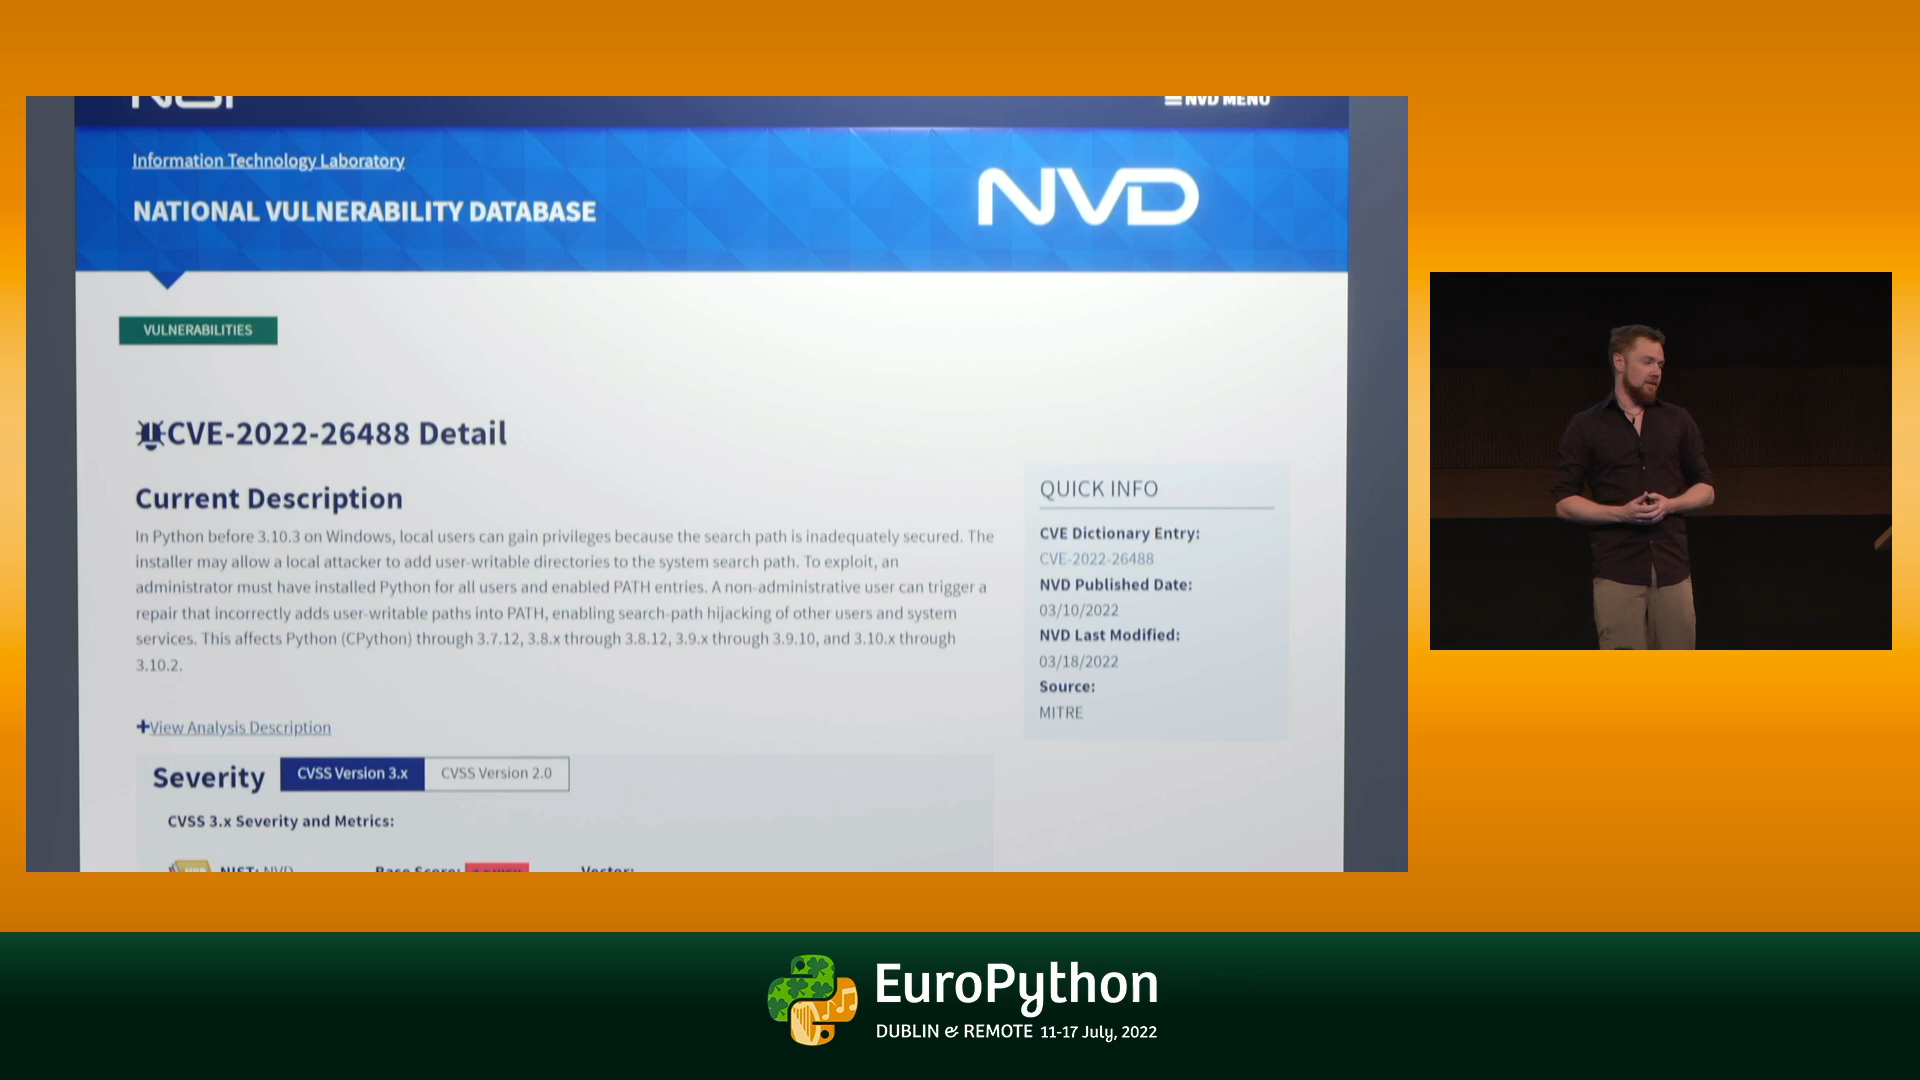 NVD MENU
Information Technology Laboratory
NATIONAL VULNERABILITY DATABASE
NVD
VULNERABILITIES
CVE-2022-26488 Detail
Current Description
In Python before 3.10.3 on Windows, local users can gain privileges because the search path is inadequately secured. The
installer may allow a local attacker to add user-writable directories to the system search path. To exploit, an
administrator must have installed Python for all users and enabled PATH entries. A non-administrative user can trigger a
repair that incorrectly adds user-writable paths into PATH, enabling search-path hijacking of other users and system
services. This affects Python (CPython) through 3.7.12, 3.8.x through 3.8.12, 3.9.x through 3.9.10, and 3.10.x through
3.10.2.
View Analysis Description
Severity
CVSS Version 3.x
CVSS Version 2.0
CVSS 3.x Severity and Metrics:
NIST: NVD
Base Score:
Vector:
QUICK INFO
CVE Dictionary Entry:
CVE-2022-26488
NVD Published Date:
03/10/2022
NVD Last Modified:
03/18/2022
Source:
MITRE
EuroPython
DUBLIN & REMOTE 11-17 July, 2022